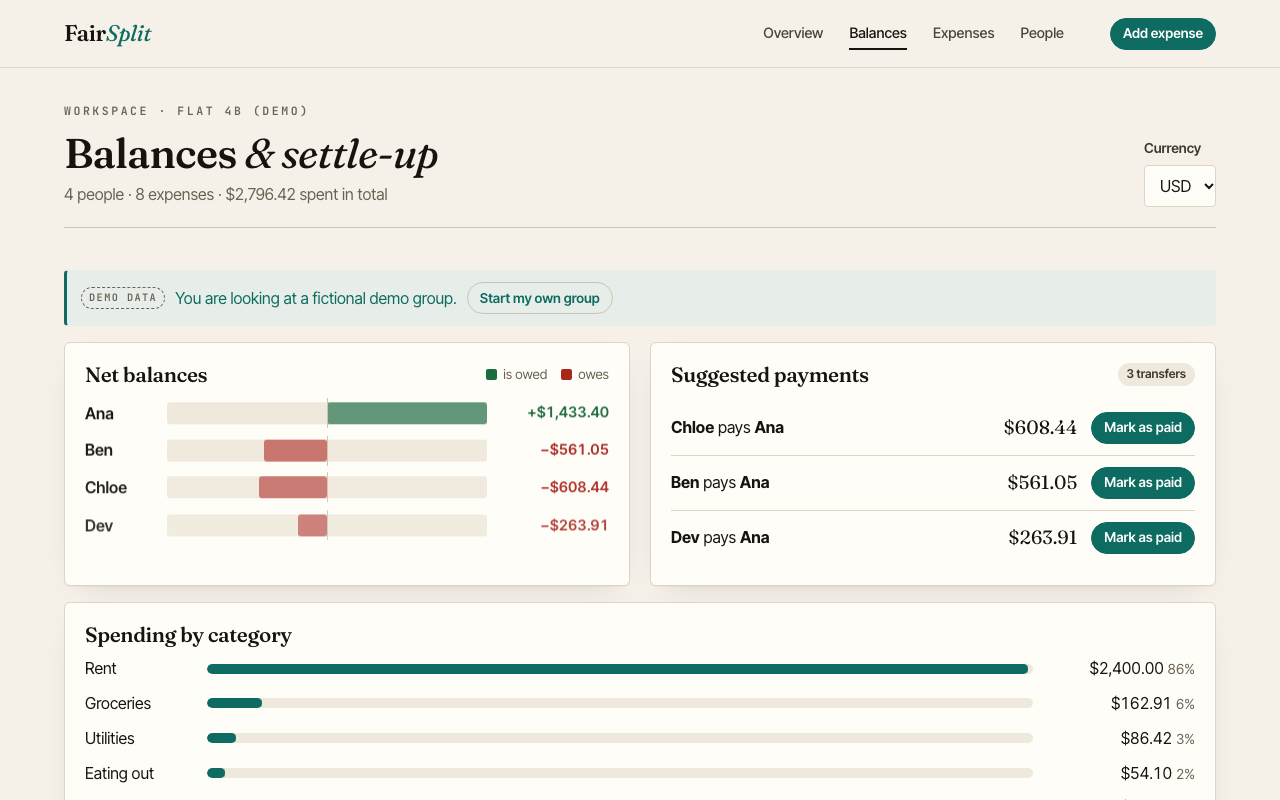 FairSplit
Overview Balances Expenses People Add expense
WORKSPACE · FLAT 4B (DEMO)
Balances & settle-up
4 people · 8 expenses · $2,796.42 spent in total
Currency
USD
DEMO DATA You are looking at a fictional demo group. Start my own group
Net balances is owed owes
Ana +$1,433.40
Ben −$561.05
Chloe −$608.44
Dev −$263.91
Suggested payments 3 transfers
Chloe pays Ana $608.44 Mark as paid
Ben pays Ana $561.05 Mark as paid
Dev pays Ana $263.91 Mark as paid
Spending by category
Rent $2,400.00 86%
Groceries $162.91 6%
Utilities $86.42 3%
Eating out $54.10 2%